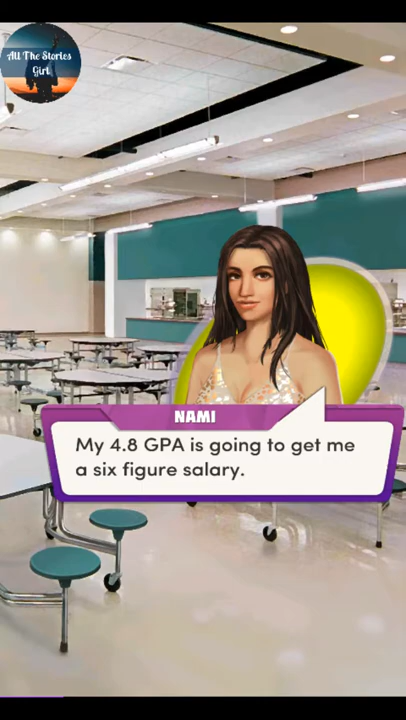 All The Stories
Girl
NAMI
My 4.8 GPA is going to get me
a six figure salary.